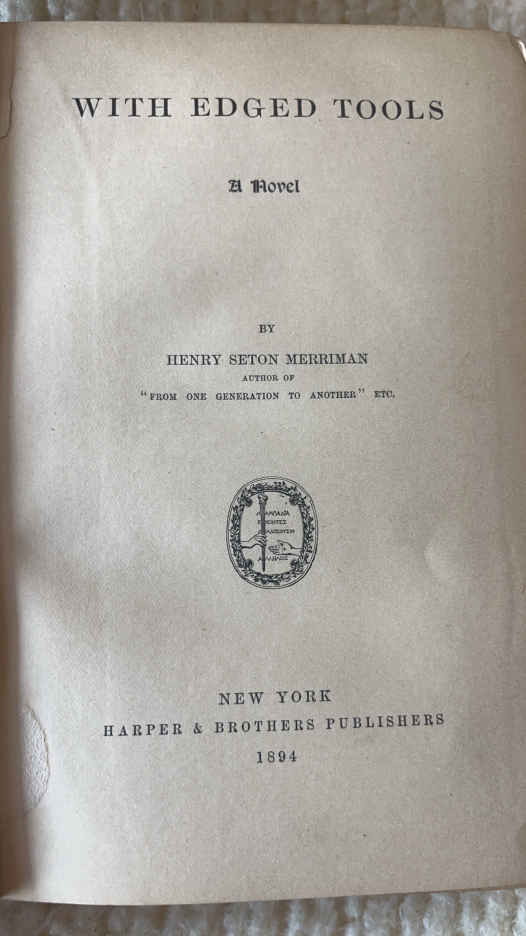 WITH EDGED TOOLS
A Novel
BY
HENRY SETON MERRIMAN
AUTHOR OF
“FROM ONE GENERATION TO ANOTHER” ETC.
NEW YORK
HARPER & BROTHERS PUBLISHERS
1894